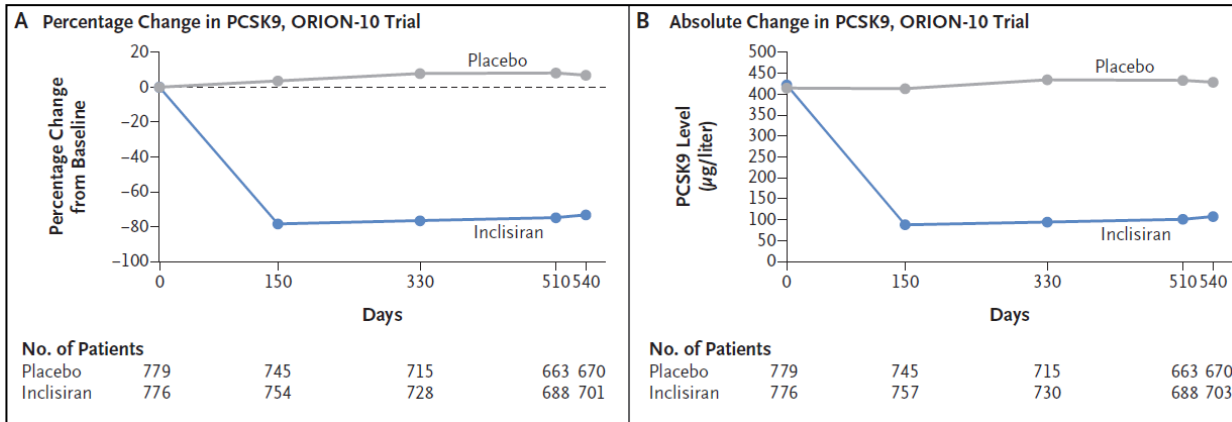 A Percentage Change in PCSK9, ORION-10 Trial
Percentage Change
from Baseline
20
0
−20
−40
−60
−80
−100
Placebo
Inclisiran
0 150 330 510 540
Days
No. of Patients
Placebo 779 745 715 663 670
Inclisiran 776 754 728 688 701
B Absolute Change in PCSK9, ORION-10 Trial
PCSK9 Level
(µg/liter)
500
450
400
350
300
250
200
150
100
50
0
Placebo
Inclisiran
0 150 330 510 540
Days
No. of Patients
Placebo 779 745 715 663 670
Inclisiran 776 757 730 688 703